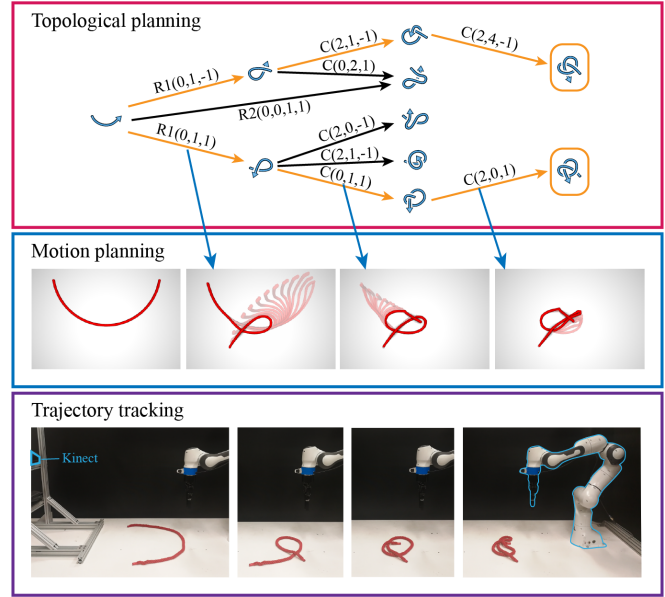 Topological planning
C(2,1,-1)
C(2,4,-1)
R1(0,1,-1)
C(0,2,1)
R2(0,0,1,1)
R1(0,1,1)
C(2,0,-1)
C(2,1,-1)
C(0,1,1)
C(2,0,1)
Motion planning
Trajectory tracking
Kinect